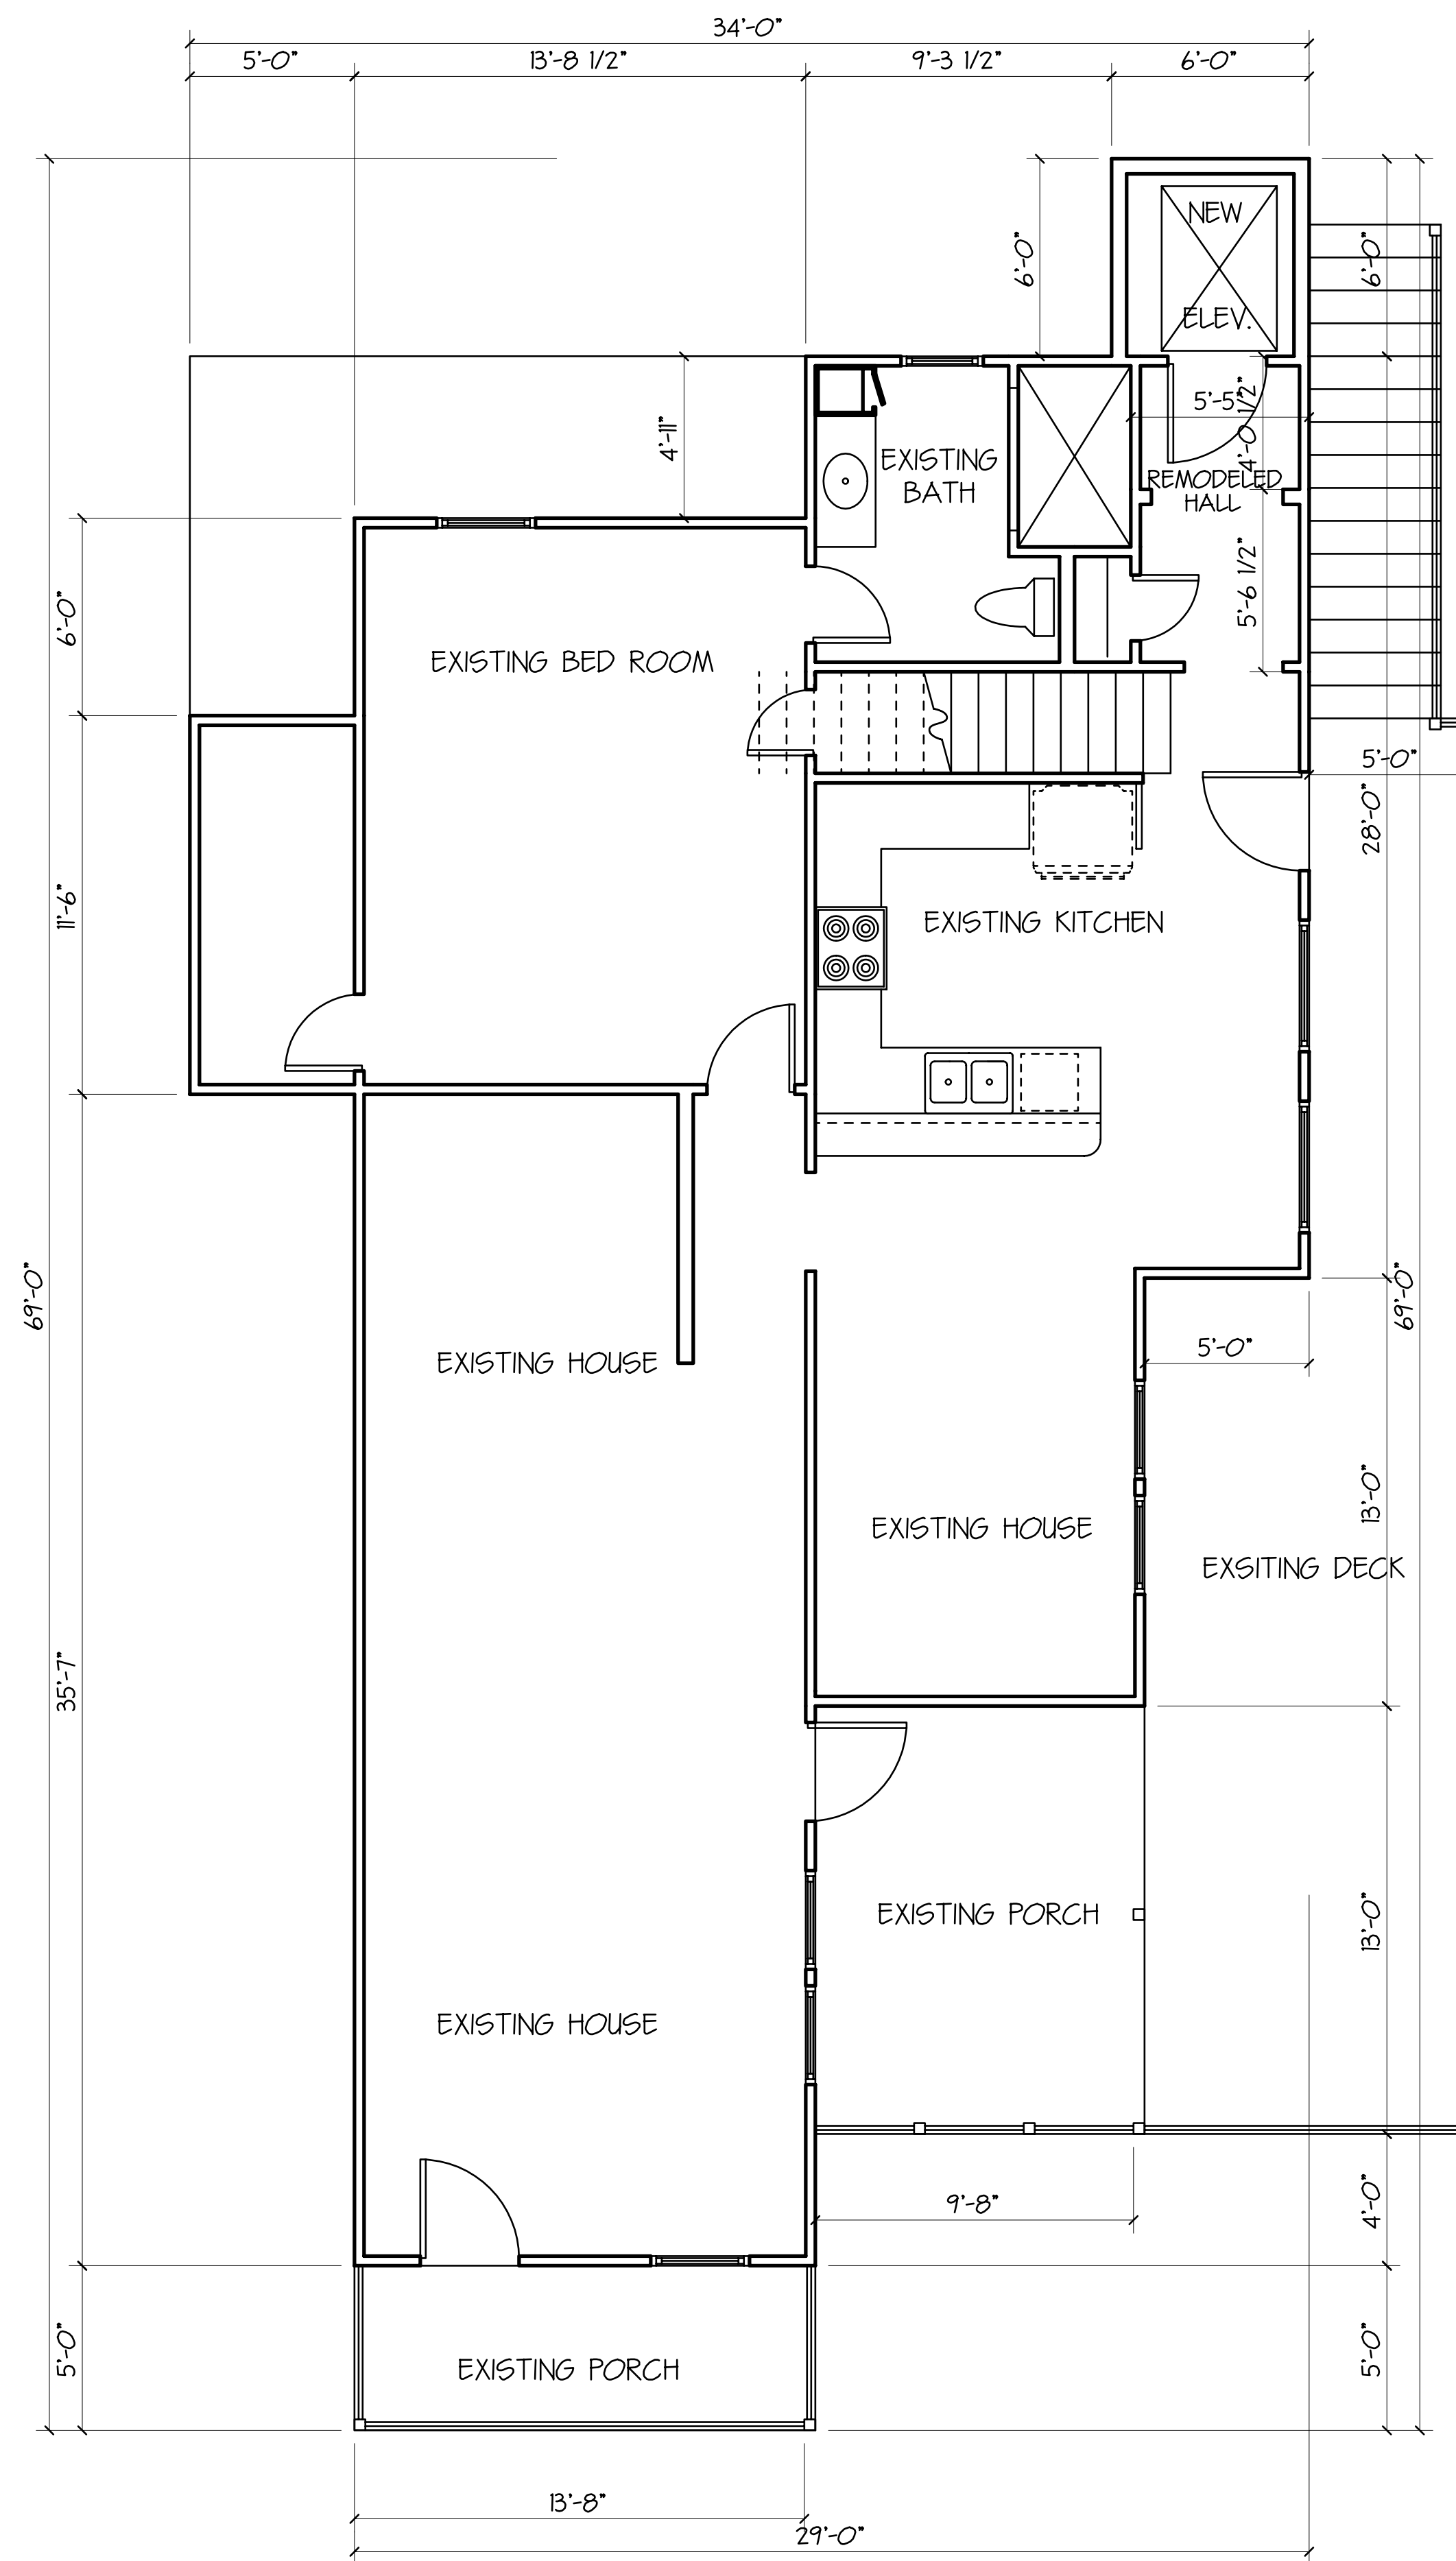 34'-0"
5'-0"
13'-8 1/2"
9'-3 1/2"
6'-0"
NEW
ELEV.
6'-0"
6'-0"
5'-5"
4'-0 1/2"
4'-11"
EXISTING
BATH
REMODELED
HALL
5'-6 1/2"
6'-0"
EXISTING BED ROOM
5'-0"
28'-0"
11'-6"
EXISTING KITCHEN
69'-0"
69'-0"
5'-0"
EXISTING HOUSE
13'-0"
EXISTING HOUSE
EXSITING DECK
35'-7"
EXISTING PORCH
13'-0"
EXISTING HOUSE
9'-8"
4'-0"
5'-0"
EXISTING PORCH
5'-0"
13'-8"
29'-0"